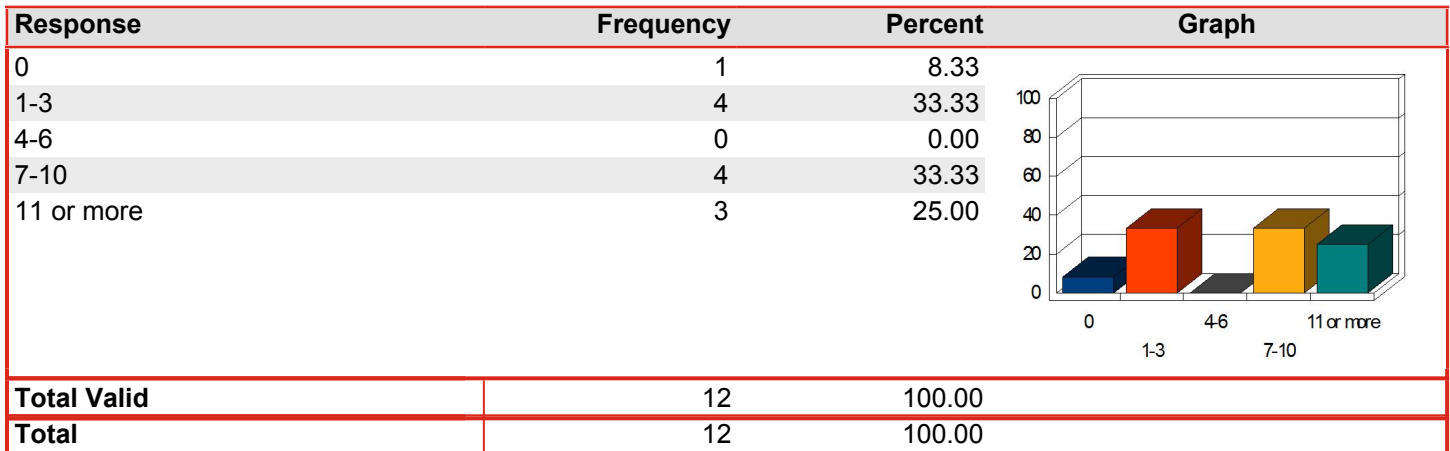 Response Frequency Percent Graph
0 1 8.33
1-3 4 33.33
4-6 0 0.00
7-10 4 33.33
11 or more 3 25.00
100
80
60
40
20
0
0 4-6 11 or more
1-3 7-10
Total Valid 12 100.00
Total 12 100.00